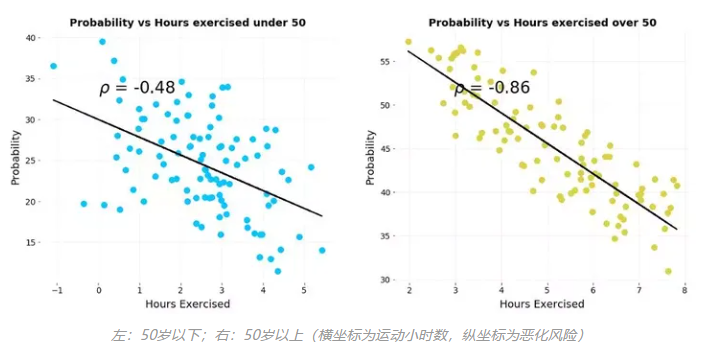 Probability vs Hours exercised under 50
40
35
30
25
20
15
Probability
ρ = -0.48
-1 0 1 2 3 4 5
Hours Exercised
Probability vs Hours exercised over 50
55
50
45
40
35
30
Probability
ρ = -0.86
2 3 4 5 6 7 8
Hours Exercised
左：50岁以下；右：50岁以上（横坐标为运动小时数，纵坐标为恶化风险）